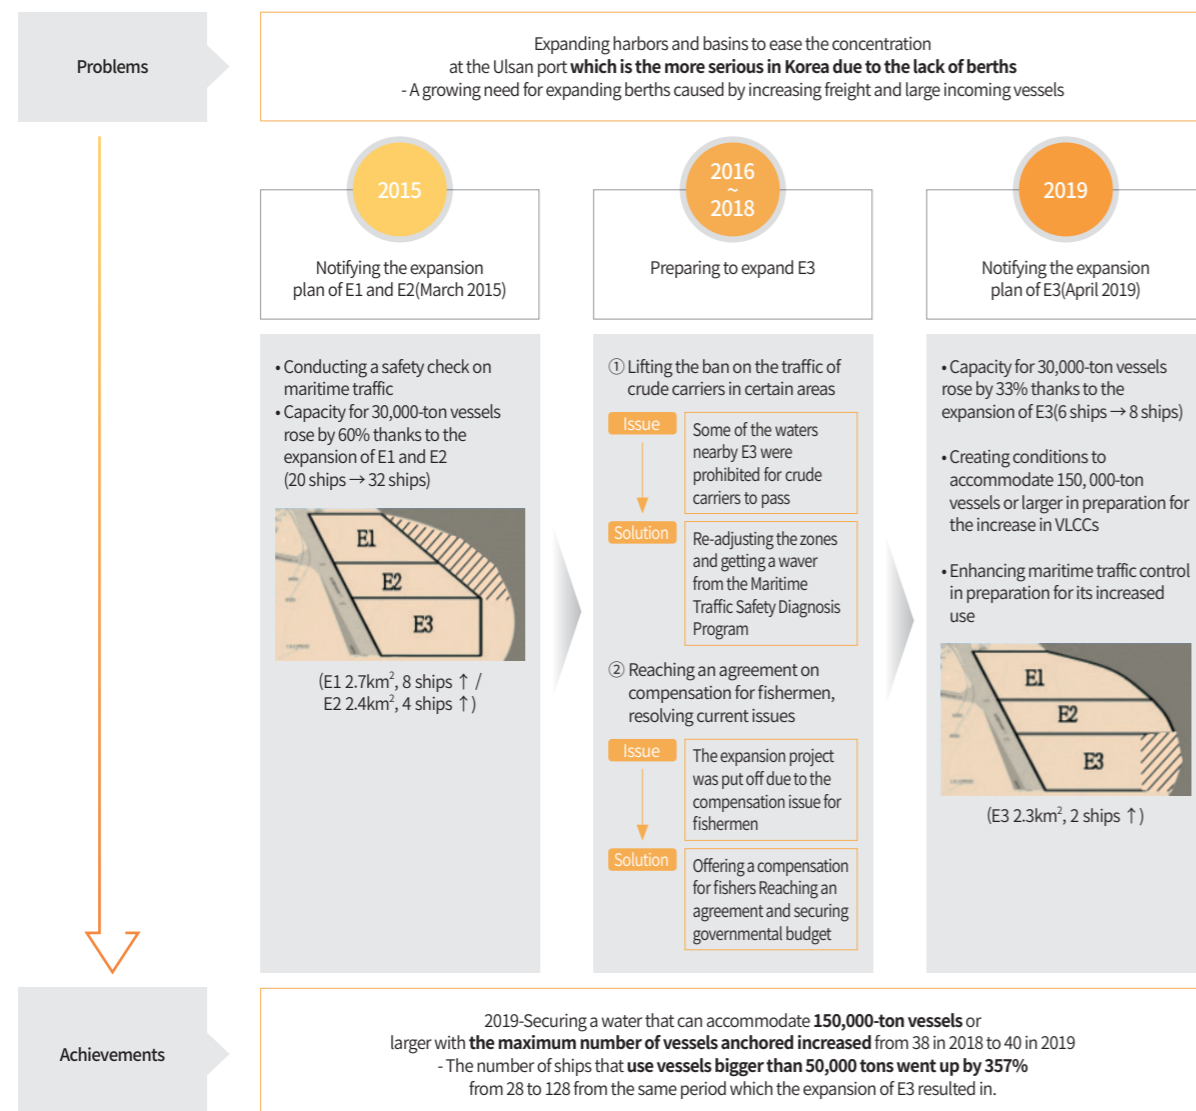 Problems
Expanding harbors and basins to ease the concentration
at the Ulsan port which is the more serious in Korea due to the lack of berths
- A growing need for expanding berths caused by increasing freight and large incoming vessels
2015
Notifying the expansion
plan of E1 and E2(March 2015)
• Conducting a safety check on
maritime traffic
• Capacity for 30,000-ton vessels
rose by 60% thanks to the
expansion of E1 and E2
(20 ships → 32 ships)
E1
E2
E3
(E1 2.7km², 8 ships ↑ /
E2 2.4km², 4 ships ↑)
2016
~
2018
Preparing to expand E3
① Lifting the ban on the traffic of
crude carriers in certain areas
Issue
Some of the waters
nearby E3 were
prohibited for crude
carriers to pass
Solution
Re-adjusting the zones
and getting a waver
from the Maritime
Traffic Safety Diagnosis
Program
② Reaching an agreement on
compensation for fishermen,
resolving current issues
Issue
The expansion project
was put off due to the
compensation issue for
fishermen
Solution
Offering a compensation
for fishers Reaching an
agreement and securing
governmental budget
2019
Notifying the expansion
plan of E3(April 2019)
• Capacity for 30,000-ton vessels
rose by 33% thanks to the
expansion of E3(6 ships → 8 ships)
• Creating conditions to
accommodate 150, 000-ton
vessels or larger in preparation for
the increase in VLCCs
• Enhancing maritime traffic control
in preparation for its increased
use
E1
E2
E3
(E3 2.3km², 2 ships ↑)
Achievements
2019-Securing a water that can accommodate 150,000-ton vessels or
larger with the maximum number of vessels anchored increased from 38 in 2018 to 40 in 2019
- The number of ships that use vessels bigger than 50,000 tons went up by 357%
from 28 to 128 from the same period which the expansion of E3 resulted in.